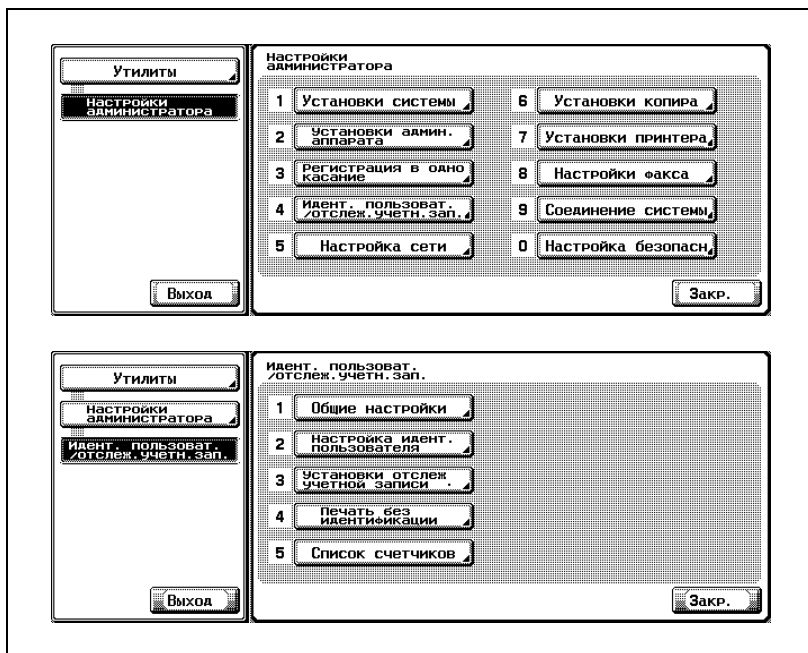 Утилиты
Настройки
администратора
Выход
Настройки
администратора
1 Установки системы
2 Установки админ.
аппарата
3 Регистрация в одно
касание
4 Идент. пользоват.
/отслеж.учетн.зап.
5 Настройка сети
6 Установки копира
7 Установки принтера
8 Настройки факса
9 Соединение системы
0 Настройка безопасн
Закр.
Утилиты
Настройки
администратора
Идент. пользоват.
/отслеж.учетн.зап.
Выход
Идент. пользоват.
/отслеж.учетн.зап.
1 Общие настройки
2 Настройка идент.
пользователя
3 Установки отслеж
учетной записи .
4 Печать без
идентификации
5 Список счетчиков
Закр.